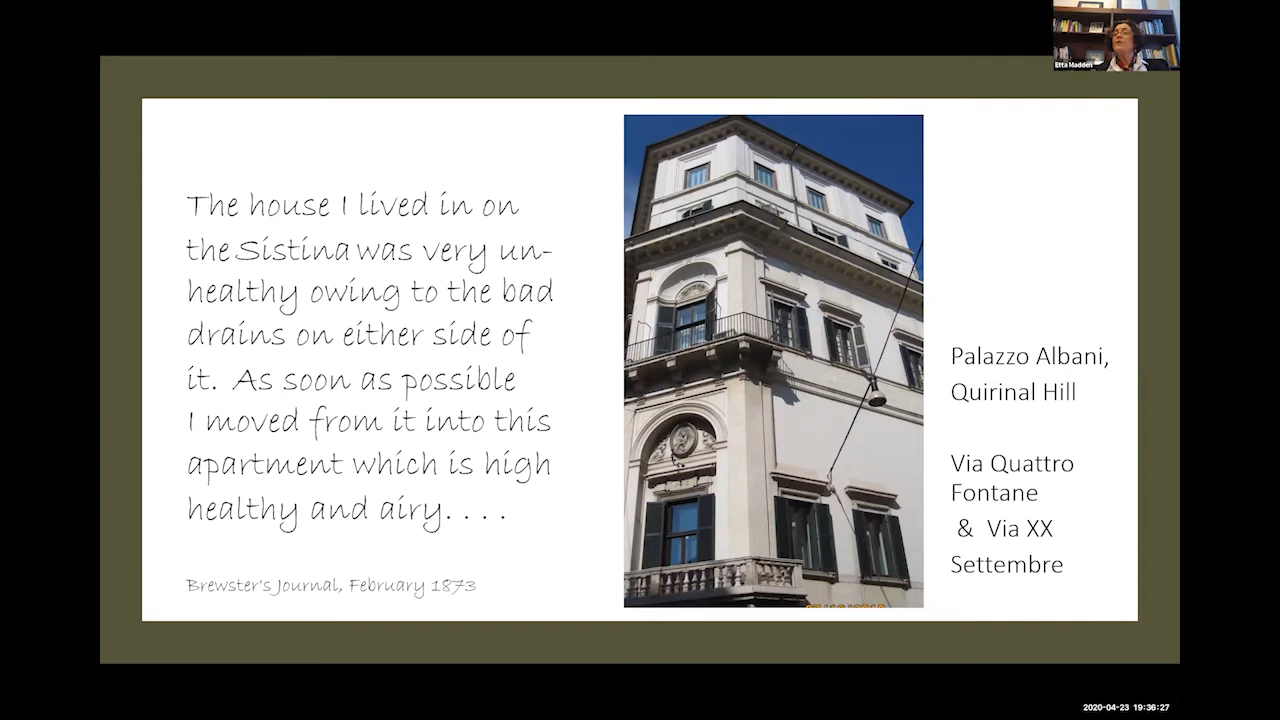 Etta Madden
The house I lived in on
the Sistina was very un-
healthy owing to the bad
drains on either side of
it. As soon as possible
I moved from it into this
apartment which is high
healthy and airy. . . .
Brewster's Journal, February 1873
Palazzo Albani,
Quirinal Hill
Via Quattro
Fontane
& Via XX
Settembre
2020-04-23 19:36:27